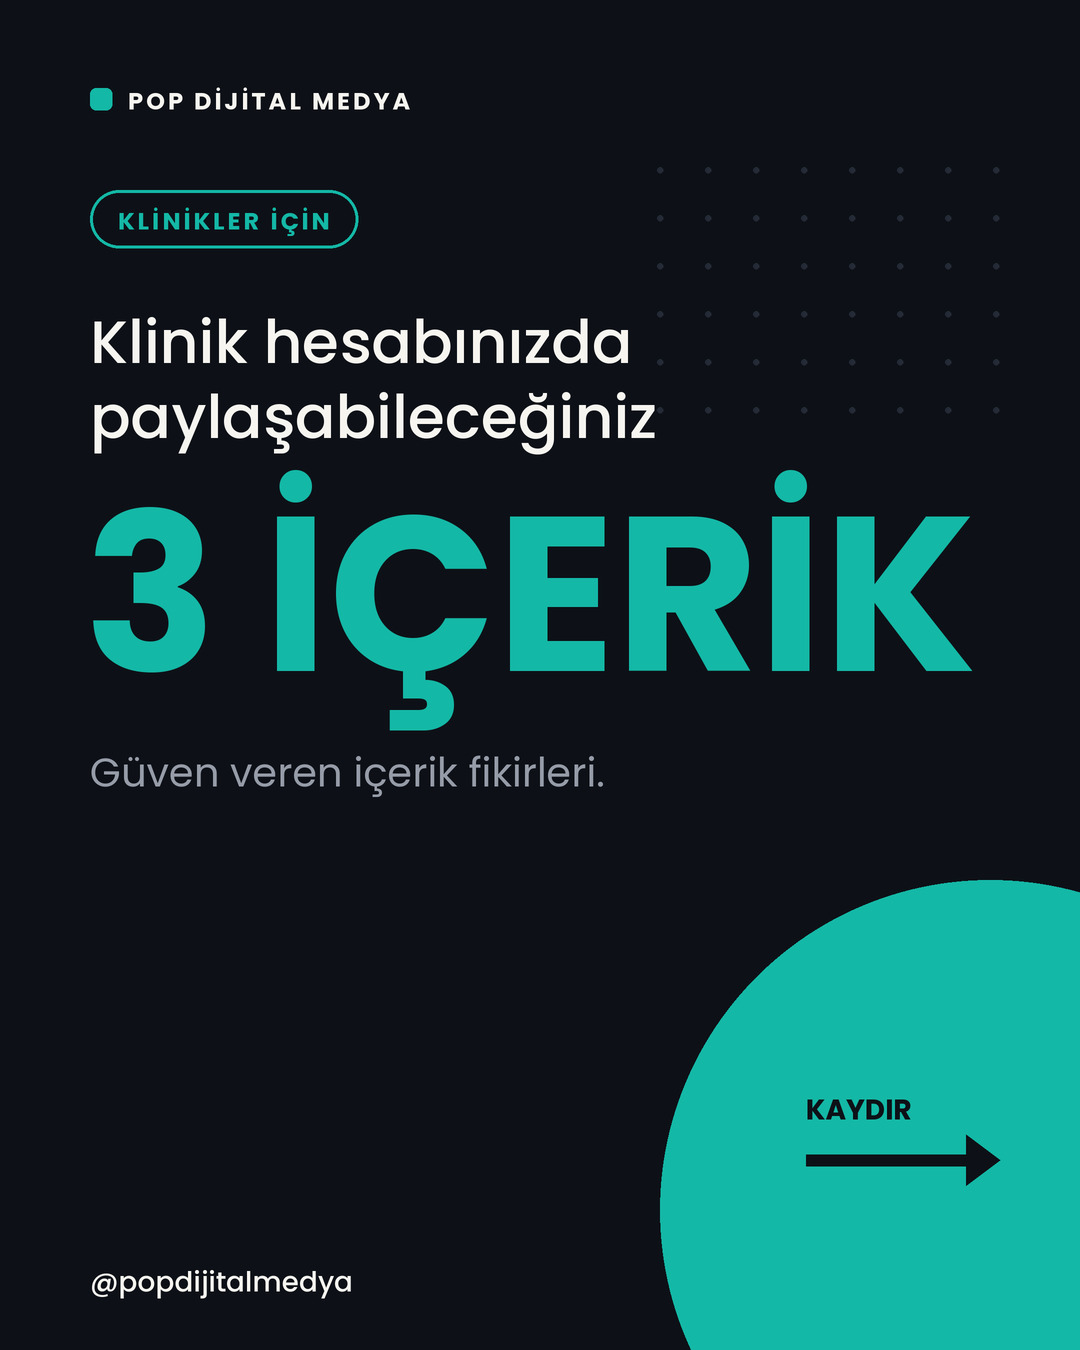 POP DİJİTAL MEDYA
KLİNİKLER İÇİN
Klinik hesabınızda
paylaşabileceğiniz
3 İÇERİK
Güven veren içerik fikirleri.
KAYDIR
@popdijitalmedya